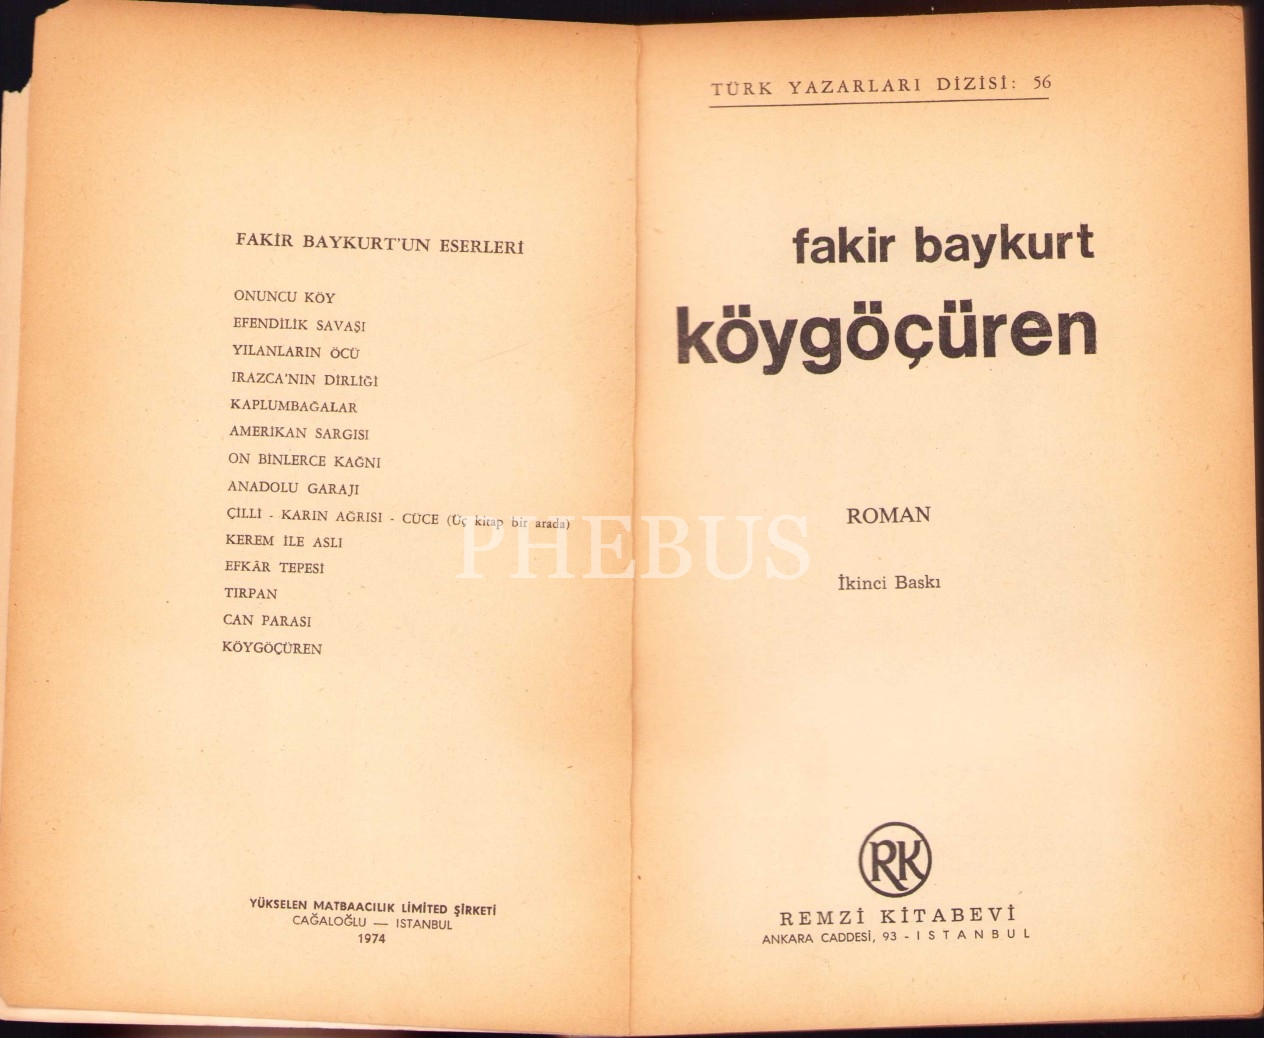 FAKİR BAYKURT'UN ESERLERİ
ONUNCU KÖY
EFENDİLİK SAVAŞI
YILANLARIN ÖCÜ
IRAZCA'NIN DİRLİĞİ
KAPLUMBAĞALAR
AMERİKAN SARGISI
ON BİNLERCE KAĞNI
ANADOLU GARAJI
ÇİLLİ - KARIN AĞRISI - CÜCE (Üç kitap bir arada)
KEREM İLE ASLI
EFKÂR TEPESİ
TIRPAN
CAN PARASI
KÖYGÖÇÜREN
YÜKSELEN MATBAACILIK LİMİTED ŞİRKETİ
CAĞALOĞLU — ISTANBUL
1974
TÜRK YAZARLARI DİZİSİ: 56
fakir baykurt
köygöçüren
ROMAN
İkinci Baskı
RK
REMZİ KİTABEVİ
ANKARA CADDESİ, 93 - ISTANBUL
PHEBUS